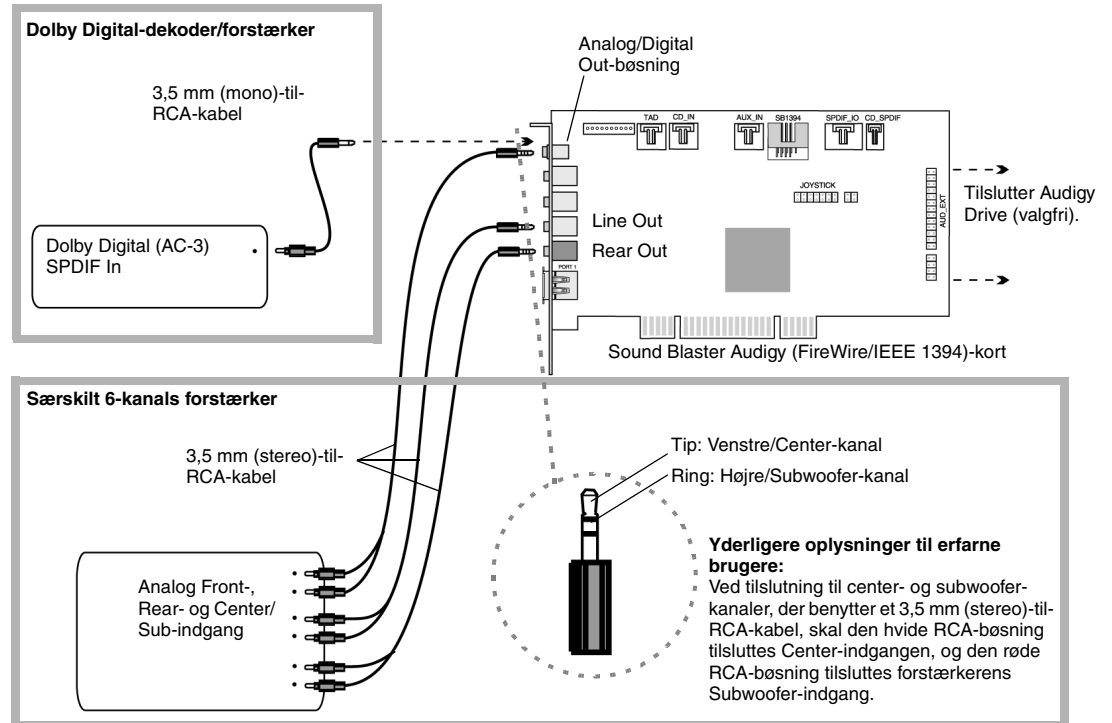 Dolby Digital-dekoder/forstærker
3,5 mm (mono)-til-
RCA-kabel
Dolby Digital (AC-3)
SPDIF In
Analog/Digital
Out-bøsning
TAD
CD_IN
AUX_IN
SB1394
SPDIF_IO
CD_SPDIF
JOYSTICK
AUD_EXT
Line Out
Rear Out
PORT 1
Tilslutter Audigy
Drive (valgfri).
Sound Blaster Audigy (FireWire/IEEE 1394)-kort
Særskilt 6-kanals forstærker
3,5 mm (stereo)-til-
RCA-kabel
Analog Front-,
Rear- og Center/
Sub-indgang
Tip: Venstre/Center-kanal
Ring: Højre/Subwoofer-kanal
Yderligere oplysninger til erfarne
brugere:
Ved tilslutning til center- og subwoofer-
kanaler, der benytter et 3,5 mm (stereo)-til-
RCA-kabel, skal den hvide RCA-bøsning
tilsluttes Center-indgangen, og den røde
RCA-bøsning tilsluttes forstærkerens
Subwoofer-indgang.